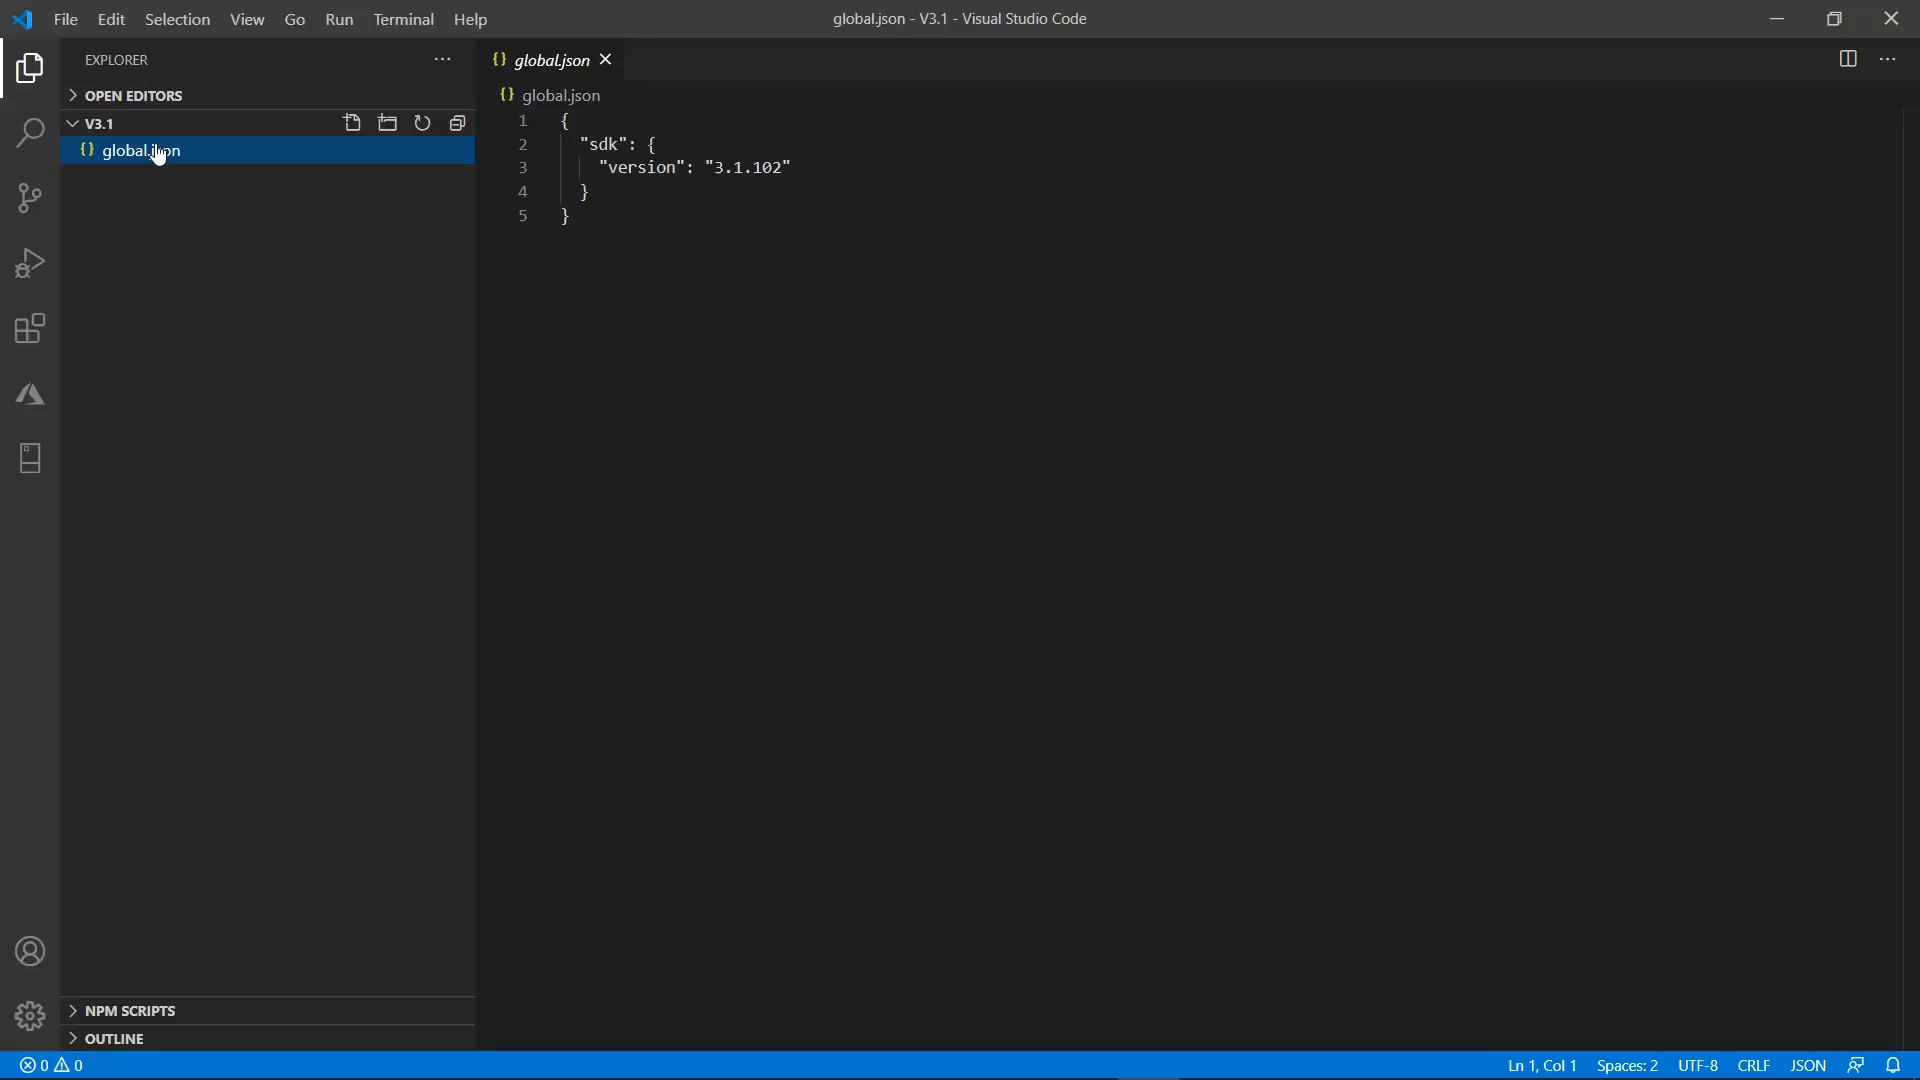 File Edit Selection View Go Run Terminal Help
global.json - V3.1 - Visual Studio Code
EXPLORER
OPEN EDITORS
V3.1
global.json
global.json
global.json
1 {
2 "sdk": {
3 "version": "3.1.102"
4 }
5 }
NPM SCRIPTS
OUTLINE
0 0
Ln 1, Col 1 Spaces: 2 UTF-8 CRLF JSON